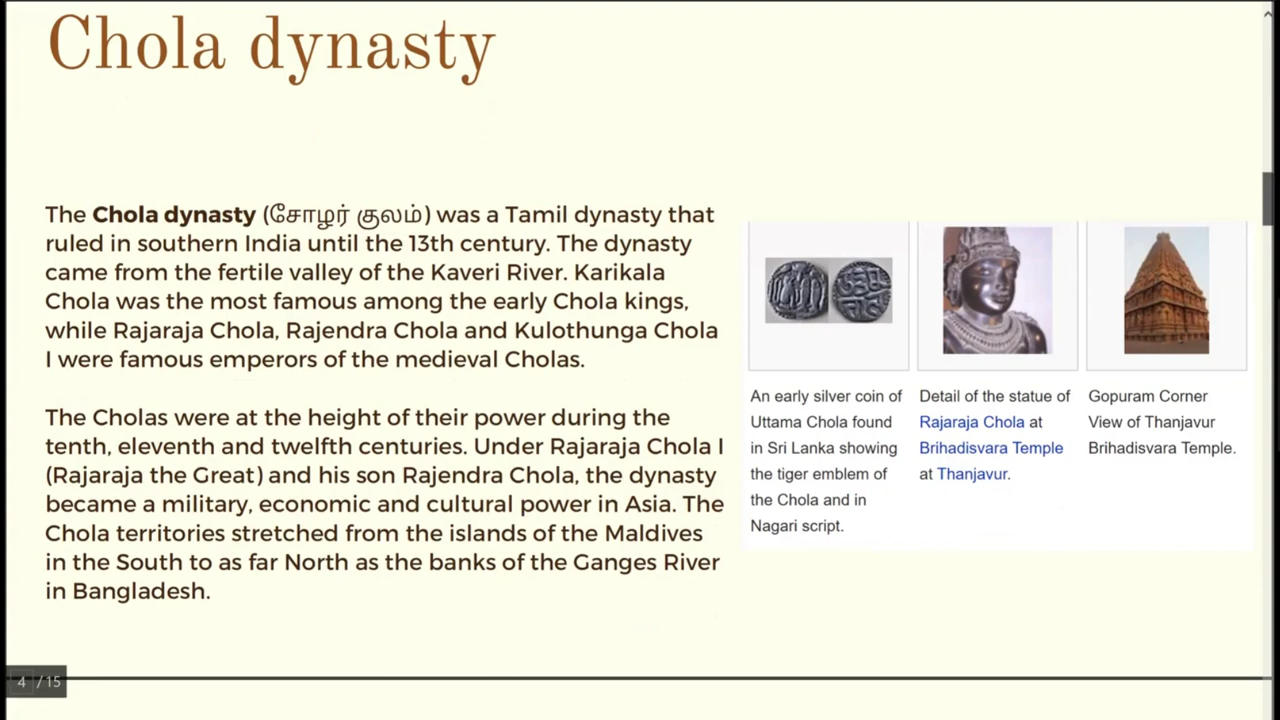 Chola dynasty
The Chola dynasty (சோழர் குலம்) was a Tamil dynasty that
ruled in southern India until the 13th century. The dynasty
came from the fertile valley of the Kaveri River. Karikala
Chola was the most famous among the early Chola kings,
while Rajaraja Chola, Rajendra Chola and Kulothunga Chola
I were famous emperors of the medieval Cholas.
The Cholas were at the height of their power during the
tenth, eleventh and twelfth centuries. Under Rajaraja Chola I
(Rajaraja the Great) and his son Rajendra Chola, the dynasty
became a military, economic and cultural power in Asia. The
Chola territories stretched from the islands of the Maldives
in the South to as far North as the banks of the Ganges River
in Bangladesh.
An early silver coin of
Uttama Chola found
in Sri Lanka showing
the tiger emblem of
the Chola and in
Nagari script.
Detail of the statue of
Rajaraja Chola at
Brihadisvara Temple
at Thanjavur.
Gopuram Corner
View of Thanjavur
Brihadisvara Temple.
4 / 15